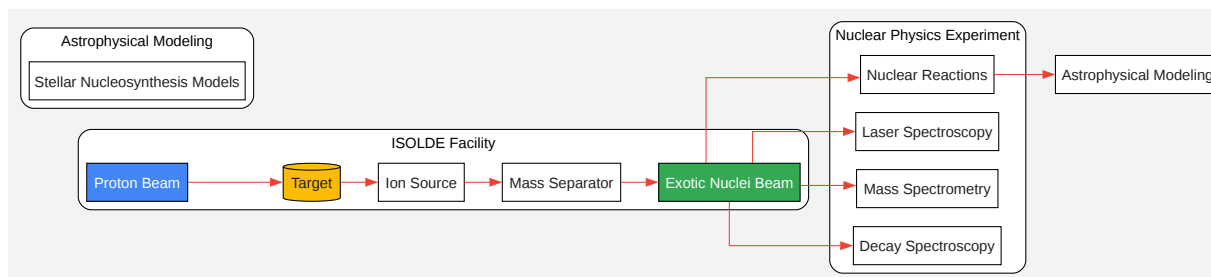 Astrophysical Modeling
Stellar Nucleosynthesis Models
ISOLDE Facility
Proton Beam
Target
Ion Source
Mass Separator
Exotic Nuclei Beam
Nuclear Physics Experiment
Nuclear Reactions
Laser Spectroscopy
Mass Spectrometry
Decay Spectroscopy
Astrophysical Modeling